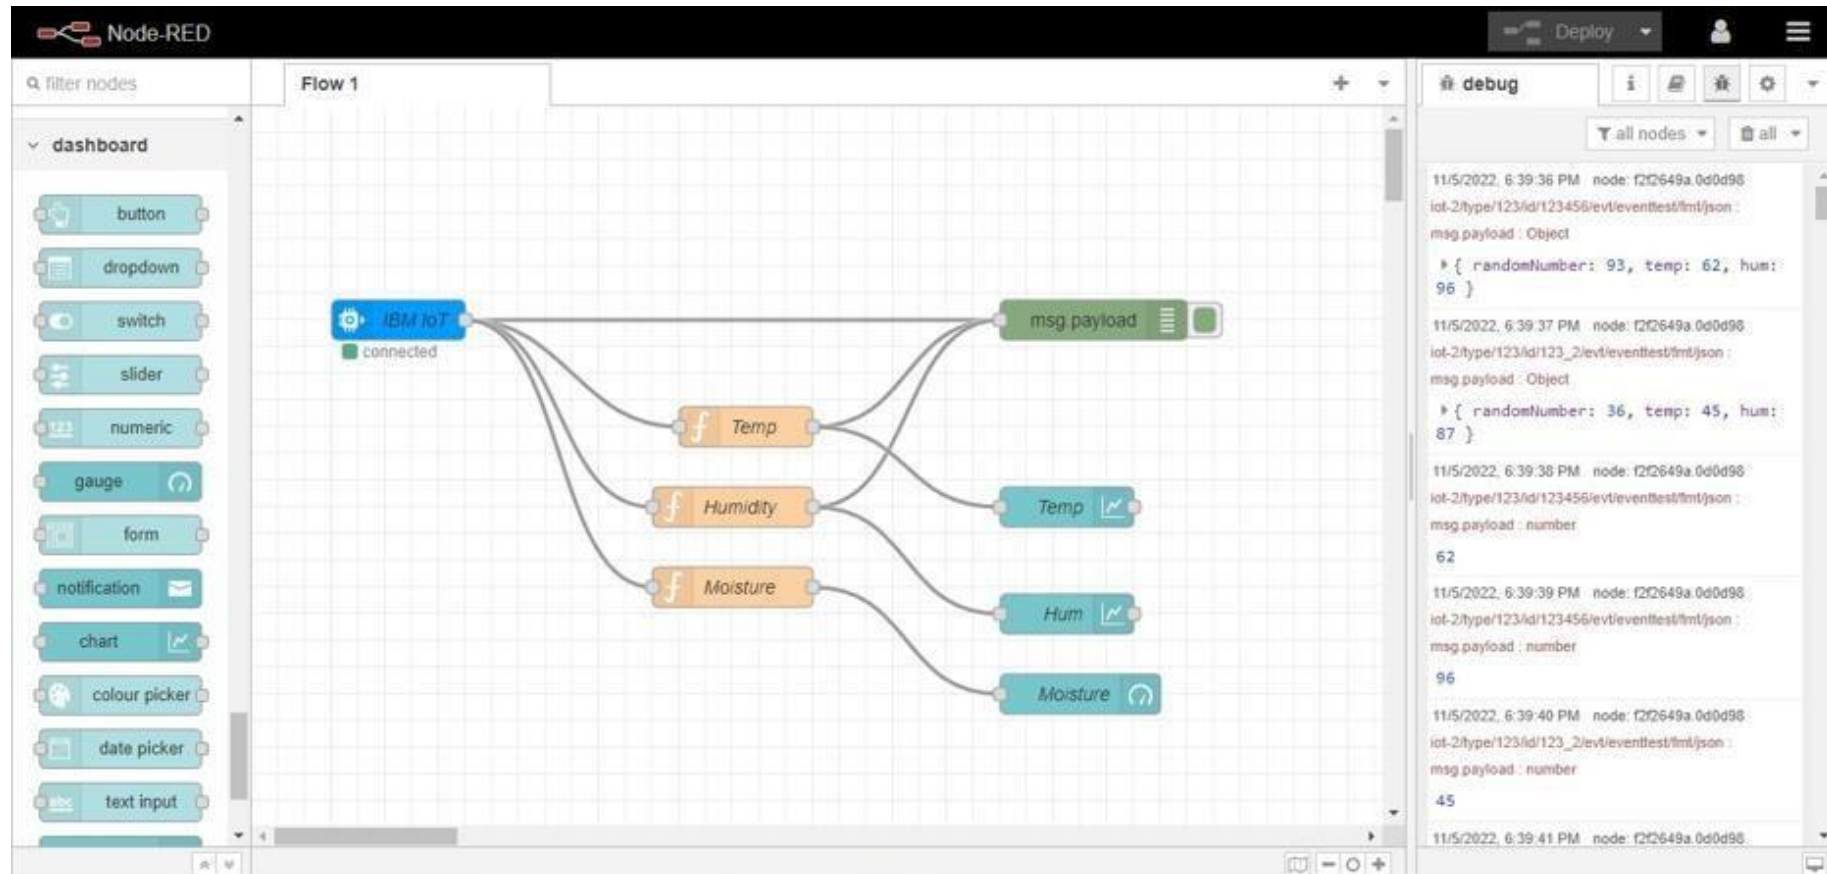 Node-RED
Deploy
filter nodes
Flow 1
debug
i
all nodes
all
dashboard
button
dropdown
switch
slider
123 numeric
gauge
form
notification
chart
colour picker
date picker
abc text input
IBM IoT
connected
f Temp
f Humidity
f Moisture
msg.payload
Temp
Hum
Moisture
11/5/2022, 6:39:36 PM node: f2f2649a.0d0d98
iot-2/type/123/id/123456/evt/eventtest/fmt/json :
msg.payload : Object
{ randomNumber: 93, temp: 62, hum:
96 }
11/5/2022, 6:39:37 PM node: f2f2649a.0d0d98
iot-2/type/123/id/123_2/evt/eventtest/fmt/json :
msg.payload : Object
{ randomNumber: 36, temp: 45, hum:
87 }
11/5/2022, 6:39:38 PM node: f2f2649a.0d0d98
iot-2/type/123/id/123456/evt/eventtest/fmt/json :
msg.payload : number
62
11/5/2022, 6:39:39 PM node: f2f2649a.0d0d98
iot-2/type/123/id/123456/evt/eventtest/fmt/json :
msg.payload : number
96
11/5/2022, 6:39:40 PM node: f2f2649a.0d0d98
iot-2/type/123/id/123_2/evt/eventtest/fmt/json :
msg.payload : number
45
11/5/2022, 6:39:41 PM node: f2f2649a.0d0d98